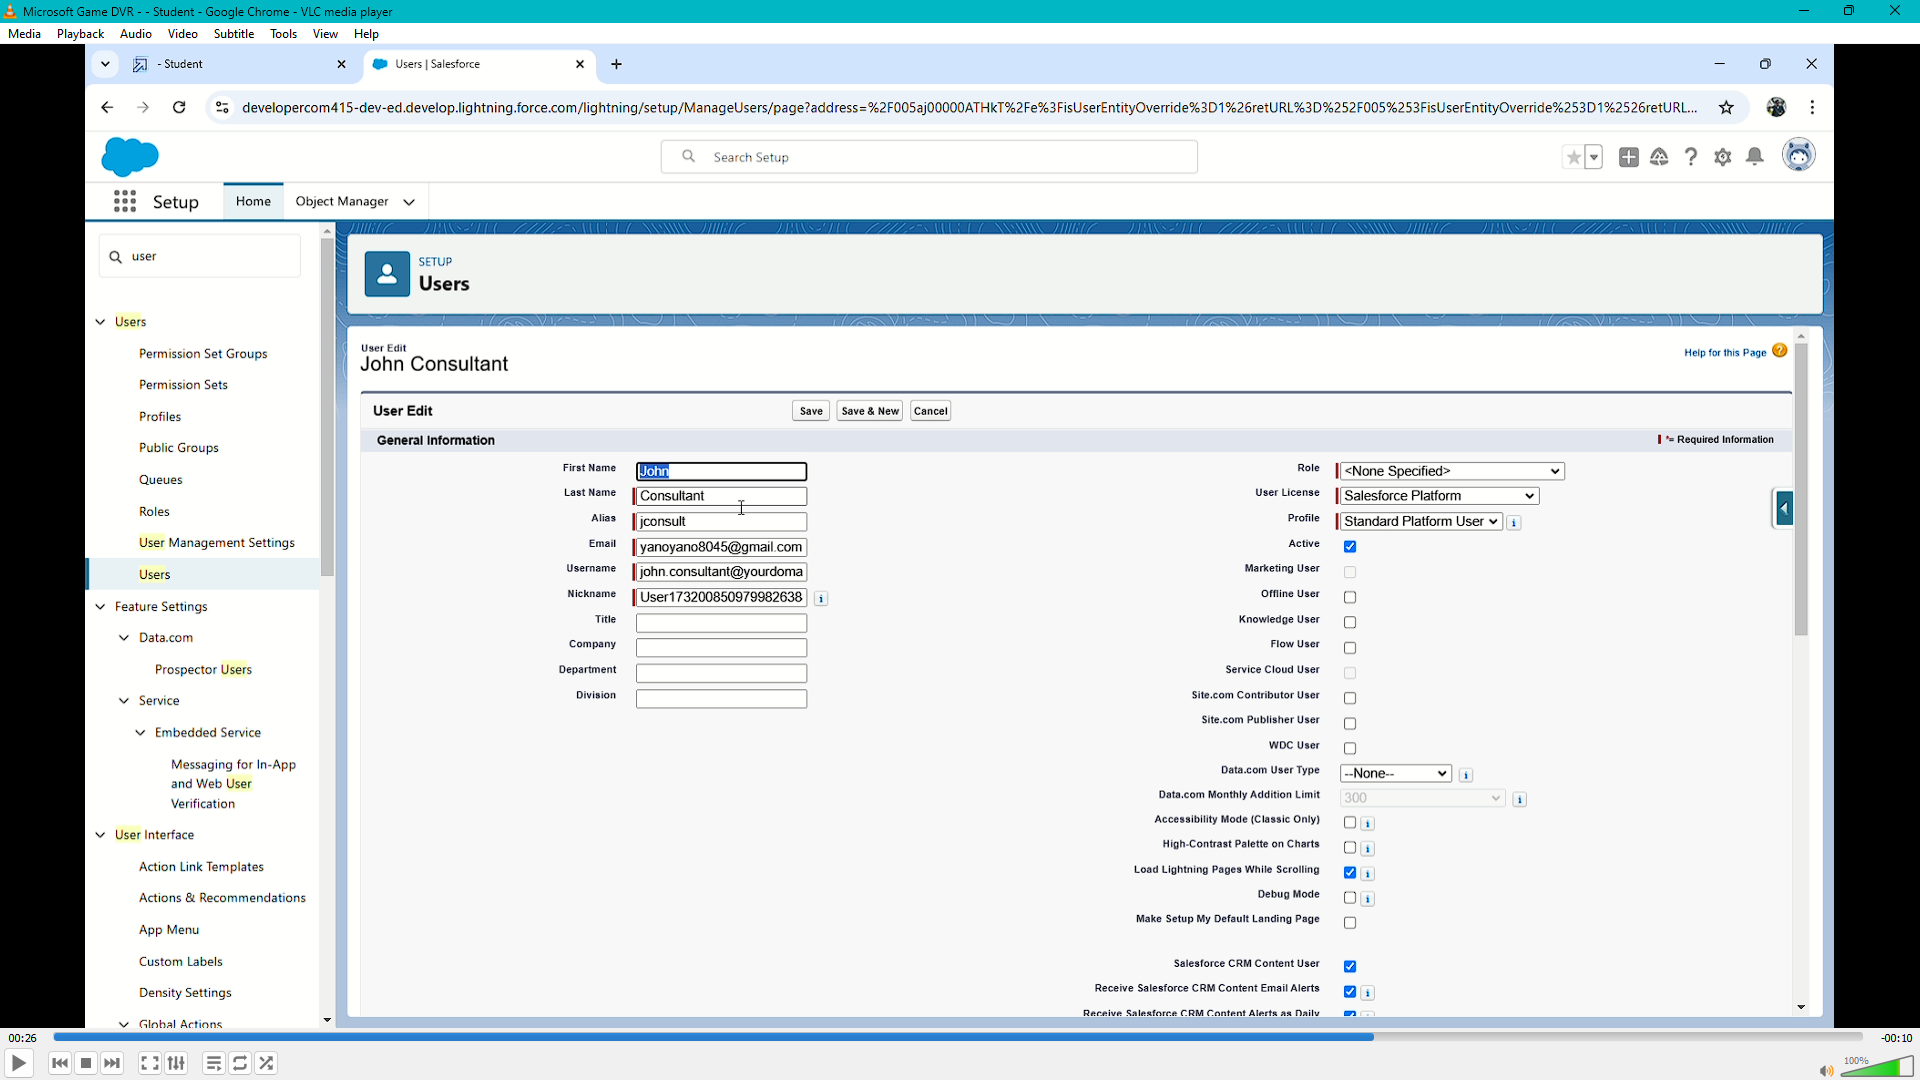 Microsoft Game DVR - - Student - Google Chrome - VLC media player
Media Playback Audio Video Subtitle Tools View Help
- Student
Users | Salesforce
developercom415-dev-ed.develop.lightning.force.com/lightning/setup/ManageUsers/page?address=%2F005aj00000ATHkT%2Fe%3FisUserEntityOverride%3D1%26retURL%3D%252F005%253FisUserEntityOverride%253D1%2526retURL...
Search Setup
Setup
Home
Object Manager
user
Users
Permission Set Groups
Permission Sets
Profiles
Public Groups
Queues
Roles
User Management Settings
Users
Feature Settings
Data.com
Prospector Users
Service
Embedded Service
Messaging for In-App
and Web User
Verification
User Interface
Action Link Templates
Actions & Recommendations
App Menu
Custom Labels
Density Settings
Global Actions
SETUP
Users
User Edit
John Consultant
Help for this Page
User Edit
Save
Save & New
Cancel
General Information
* = Required Information
First Name John
Last Name Consultant
Alias jconsult
Email yanoyano8045@gmail.com
Username john.consultant@yourdoma
Nickname User173200850979982638
Title
Company
Department
Division
Role <None Specified>
User License Salesforce Platform
Profile Standard Platform User
Active
Marketing User
Offline User
Knowledge User
Flow User
Service Cloud User
Site.com Contributor User
Site.com Publisher User
WDC User
Data.com User Type --None--
Data.com Monthly Addition Limit 300
Accessibility Mode (Classic Only)
High-Contrast Palette on Charts
Load Lightning Pages While Scrolling
Debug Mode
Make Setup My Default Landing Page
Salesforce CRM Content User
Receive Salesforce CRM Content Email Alerts
Receive Salesforce CRM Content Alerts as Daily
00:26
-00:10
100%